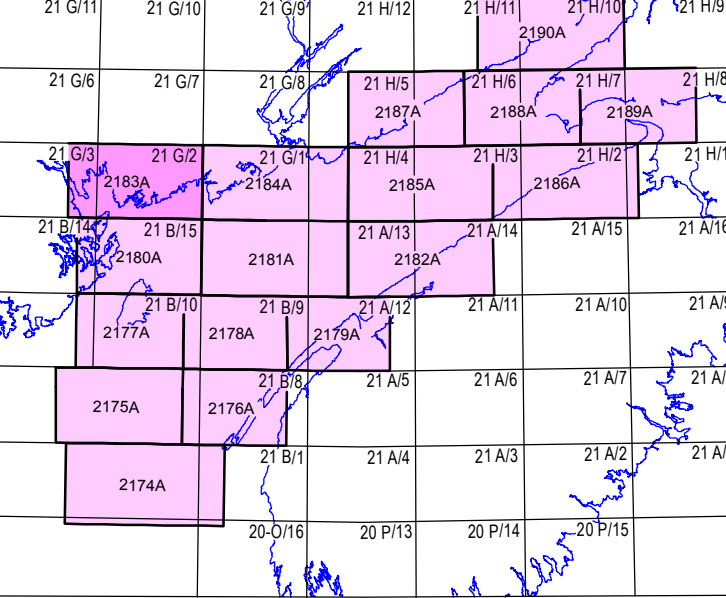 21 G/11
21 G/10
21 G/9
21 H/12
21 H/11
21 H/10
21 H/9
2190A
21 G/6
21 G/7
21 G/8
21 H/5
21 H/6
21 H/7
21 H/8
2187A
2188A
2189A
21 G/3
21 G/2
21 G/1
21 H/4
21 H/3
21 H/2
21 H/1
2183A
2184A
2185A
2186A
21 B/14
21 B/15
21 A/13
21 A/14
21 A/15
21 A/16
2180A
2181A
2182A
21 B/10
21 B/9
21 A/12
21 A/11
21 A/10
21 A/9
2177A
2178A
2179A
21 B/8
21 A/5
21 A/6
21 A/7
21 A/
2175A
2176A
21 B/1
21 A/4
21 A/3
21 A/2
21 A/
2174A
20-O/16
20 P/13
20 P/14
20 P/15